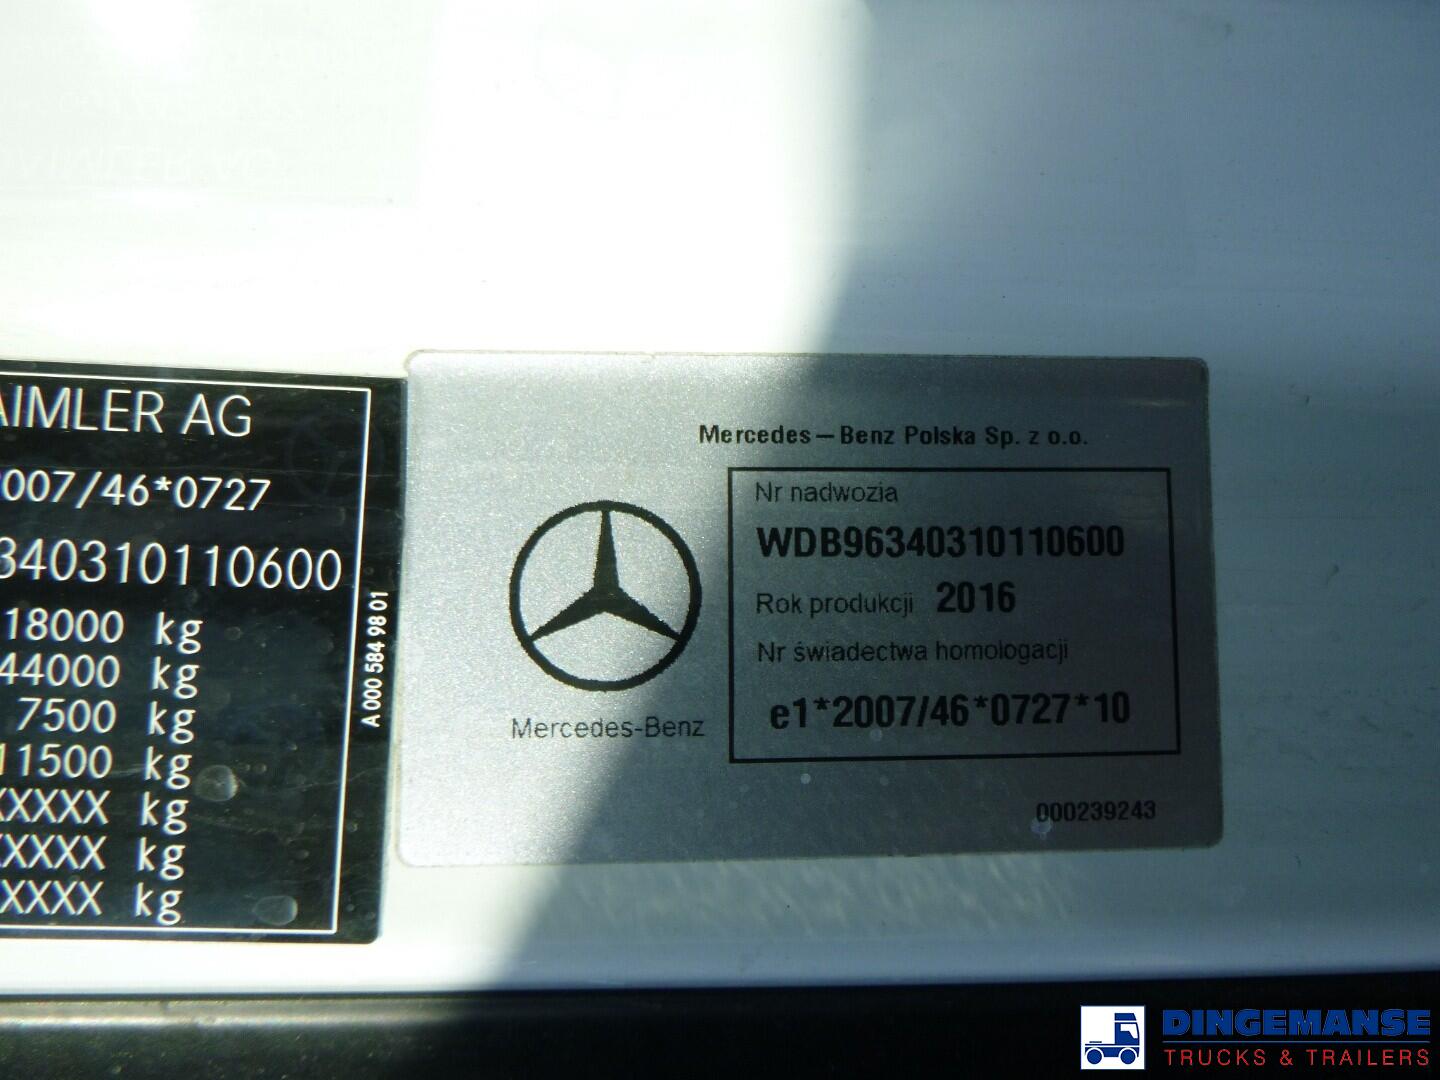 AIMLER AG
2007/46*0727
340310110600
18000 kg
44000 kg
7500 kg
11500 kg
XXXXX kg
XXXXX kg
XXXXX kg
A 000 584 98 01
Mercedes-Benz Polska Sp. z o.o.
Nr nadwozia
WDB96340310110600
Rok produkcji 2016
Nr świadectwa homologacji
e1*2007/46*0727*10
Mercedes-Benz
000239243
DINGEMANSE
TRUCKS & TRAILERS